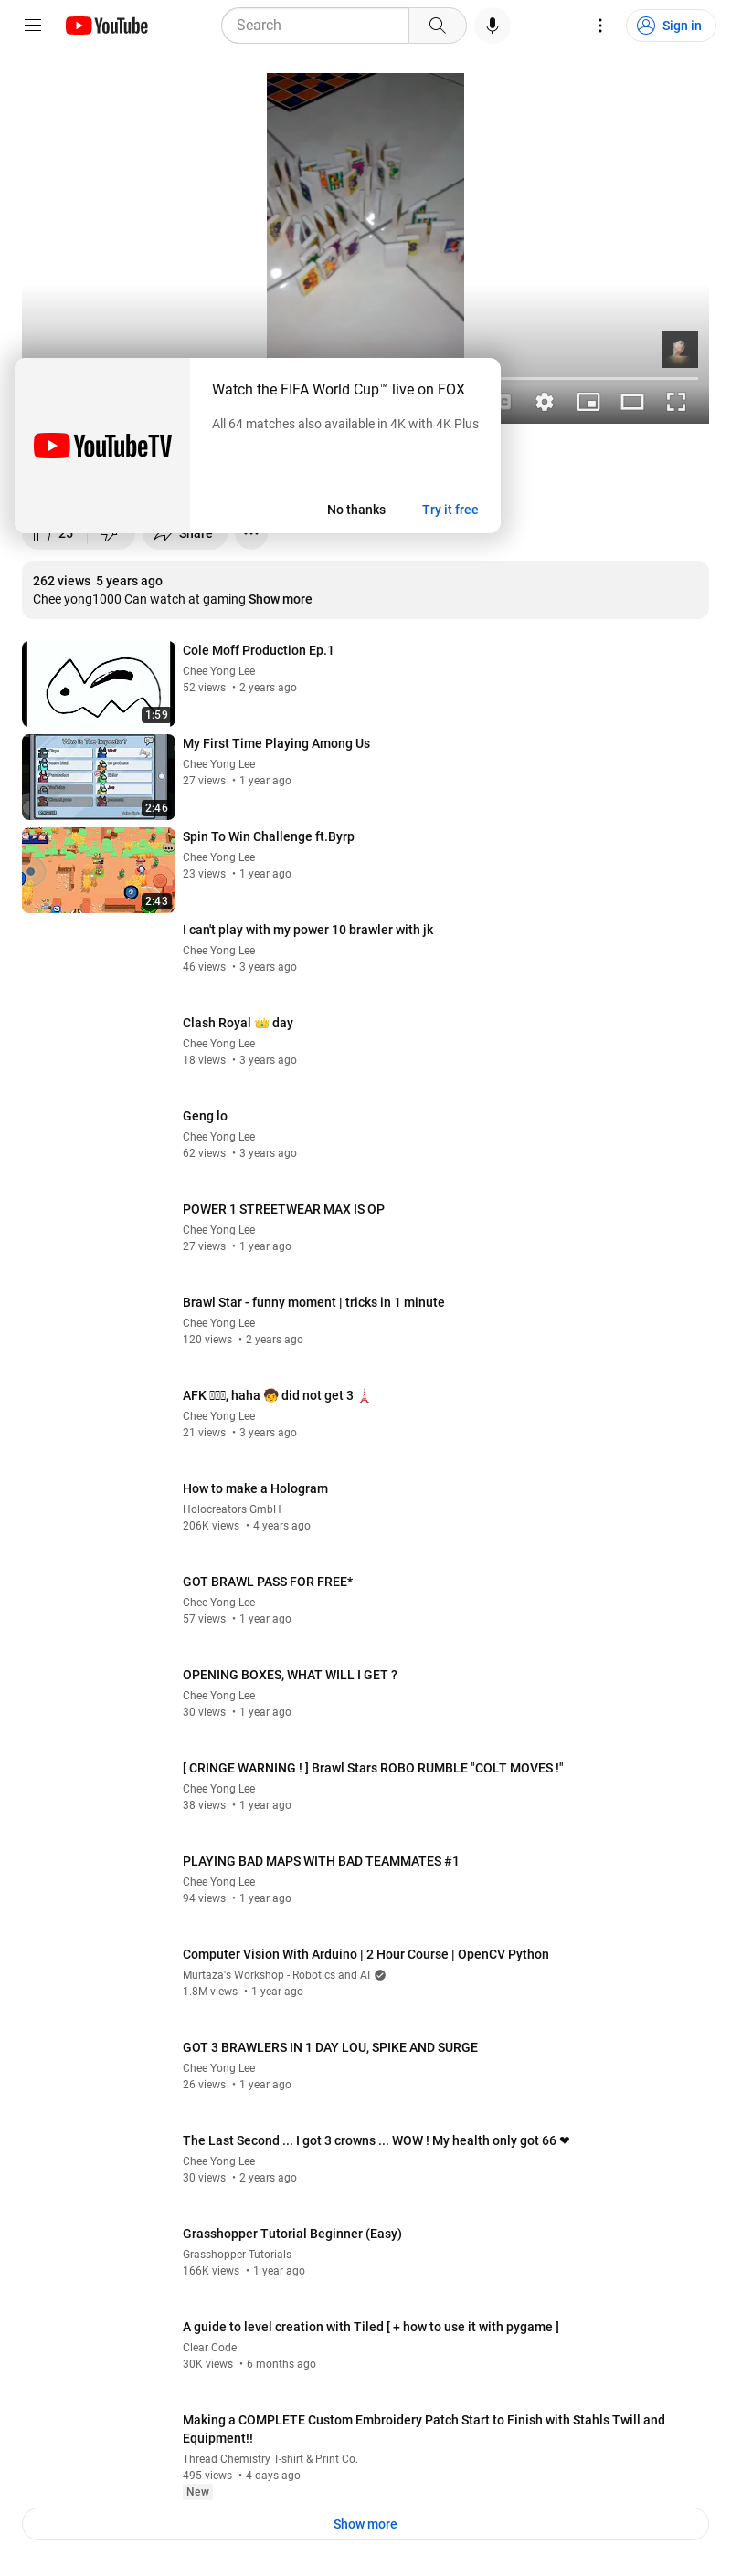 YouTube
Search
Sign in
Watch the FIFA World Cup™ live on FOX
All 64 matches also available in 4K with 4K Plus
YouTubeTV
No thanks
Try it free
25
Share
262 views 5 years ago
Chee yong1000 Can watch at gaming Show more
Cole Moff Production Ep.1
Chee Yong Lee
52 views • 2 years ago
1:59
My First Time Playing Among Us
Chee Yong Lee
27 views • 1 year ago
Who Is The Impostor?
2:46
Spin To Win Challenge ft.Byrp
Chee Yong Lee
23 views • 1 year ago
2:43
I can't play with my power 10 brawler with jk
Chee Yong Lee
46 views • 3 years ago
Clash Royal 👑 day
Chee Yong Lee
18 views • 3 years ago
Geng lo
Chee Yong Lee
62 views • 3 years ago
POWER 1 STREETWEAR MAX IS OP
Chee Yong Lee
27 views • 1 year ago
Brawl Star - funny moment | tricks in 1 minute
Chee Yong Lee
120 views • 2 years ago
AFK , haha 🧒 did not get 3 🗼
Chee Yong Lee
21 views • 3 years ago
How to make a Hologram
Holocreators GmbH
206K views • 4 years ago
GOT BRAWL PASS FOR FREE*
Chee Yong Lee
57 views • 1 year ago
OPENING BOXES, WHAT WILL I GET ?
Chee Yong Lee
30 views • 1 year ago
[ CRINGE WARNING ! ] Brawl Stars ROBO RUMBLE "COLT MOVES !"
Chee Yong Lee
38 views • 1 year ago
PLAYING BAD MAPS WITH BAD TEAMMATES #1
Chee Yong Lee
94 views • 1 year ago
Computer Vision With Arduino | 2 Hour Course | OpenCV Python
Murtaza's Workshop - Robotics and AI
1.8M views • 1 year ago
GOT 3 BRAWLERS IN 1 DAY LOU, SPIKE AND SURGE
Chee Yong Lee
26 views • 1 year ago
The Last Second ... I got 3 crowns ... WOW ! My health only got 66 ❤
Chee Yong Lee
30 views • 2 years ago
Grasshopper Tutorial Beginner (Easy)
Grasshopper Tutorials
166K views • 1 year ago
A guide to level creation with Tiled [ + how to use it with pygame ]
Clear Code
30K views • 6 months ago
Making a COMPLETE Custom Embroidery Patch Start to Finish with Stahls Twill and
Equipment!!
Thread Chemistry T-shirt & Print Co.
495 views • 4 days ago
New
Show more